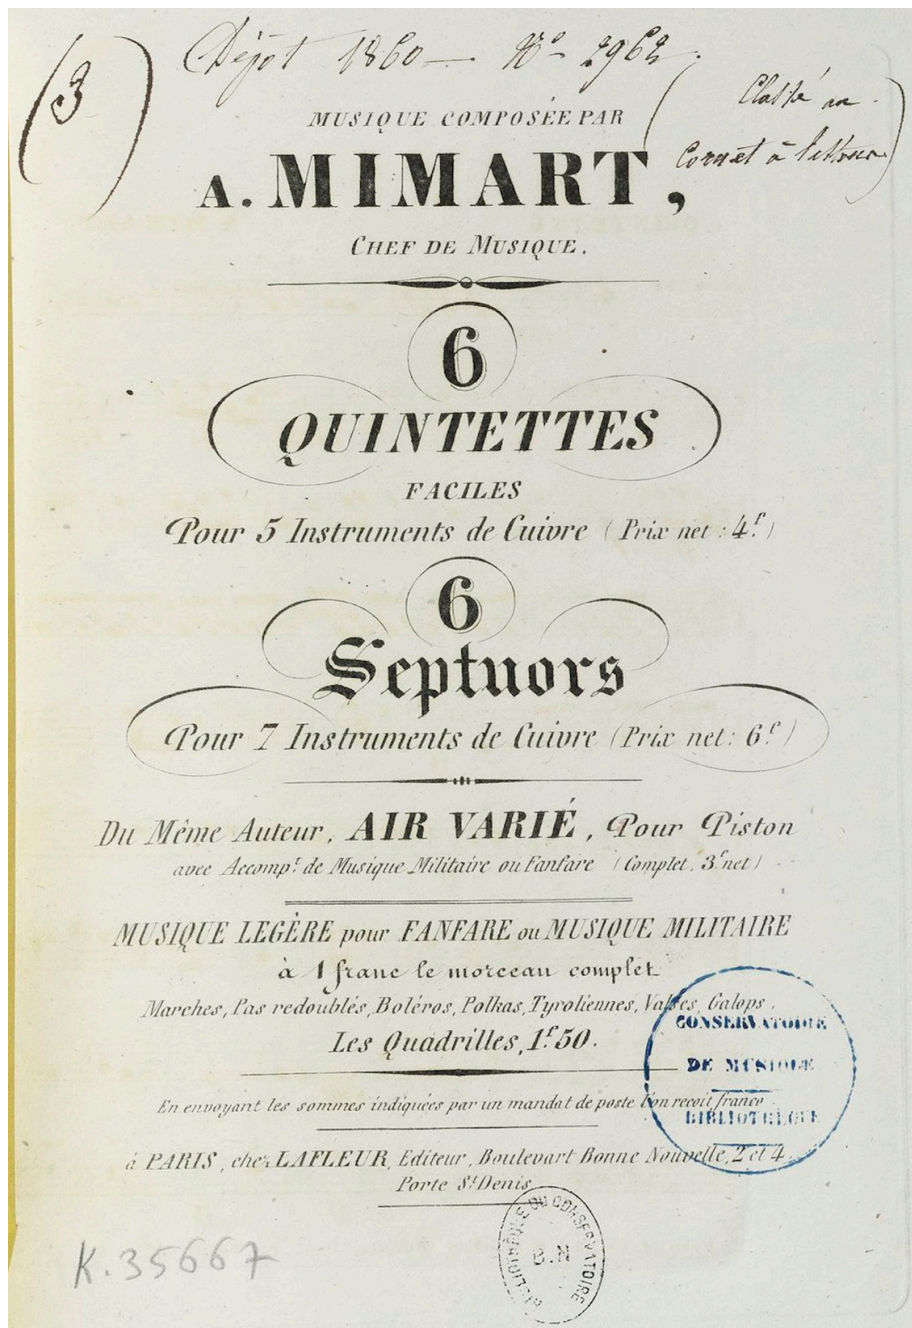 Dépôt 1860 — No 2962.
(3)
(Classé au
Cornet à pistons)
MUSIQUE COMPOSÉE PAR
A. MIMART,
CHEF DE MUSIQUE.
6
QUINTETTES
FACILES
Pour 5 Instruments de Cuivre (Prix net : 4f.)
6
Septuors
Pour 7 Instruments de Cuivre (Prix net : 6f)
Du Même Auteur, AIR VARIÉ, Pour Piston
avec Accompt. de Musique Militaire ou Fanfare (Complet, 3f net)
MUSIQUE LEGÈRE pour FANFARE ou MUSIQUE MILITAIRE
à 1 franc le morceau complet
Marches, Pas redoublés, Boléros, Polkas, Tyroliennes, Valses, Galops,
Les Quadrilles, 1f.50.
CONSERVATOIRE
DE MUSIQUE
BIBLIOTHÈQUE
En envoyant les sommes indiquées par un mandat de poste l'on reçoit franco
à PARIS, chez LAFLEUR, Editeur, Boulevart Bonne Nouvelle, 2 et 4.
Porte St. Denis
BIBLIOTHÈQUE DU CONSERVATOIRE
B.N
K.35667